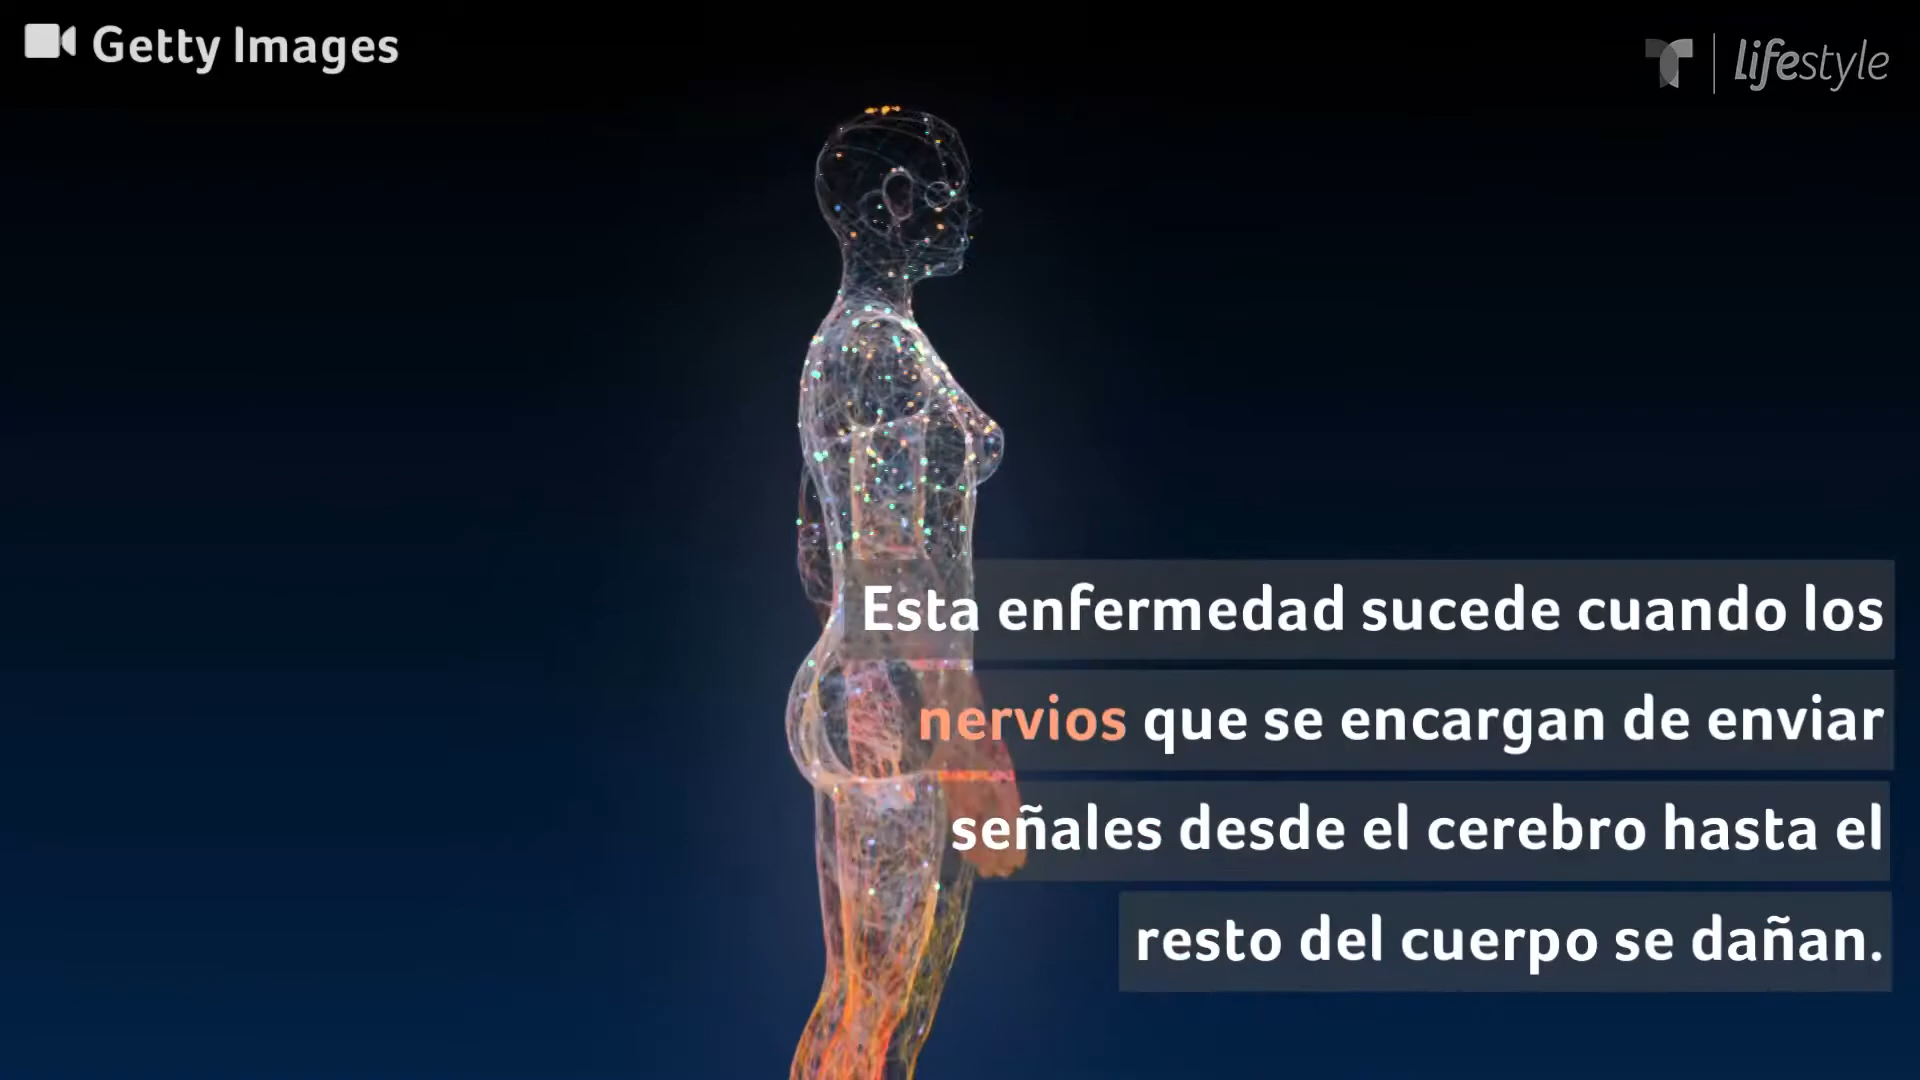 Getty Images
lifestyle
Esta enfermedad sucede cuando los
nervios que se encargan de enviar
señales desde el cerebro hasta el
resto del cuerpo se dañan.